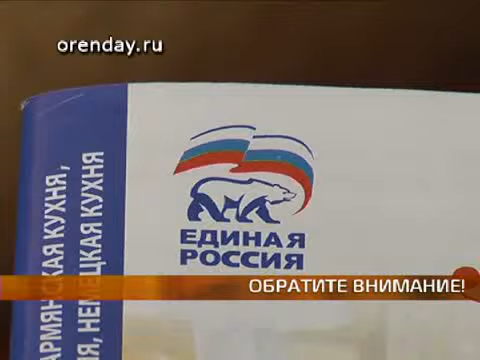 orenday.ru
АРМЯНСКАЯ КУХНЯ,
НЕМЕЦКАЯ КУХНЯ
ЕДИНАЯ
РОССИЯ
ОБРАТИТЕ ВНИМАНИЕ!